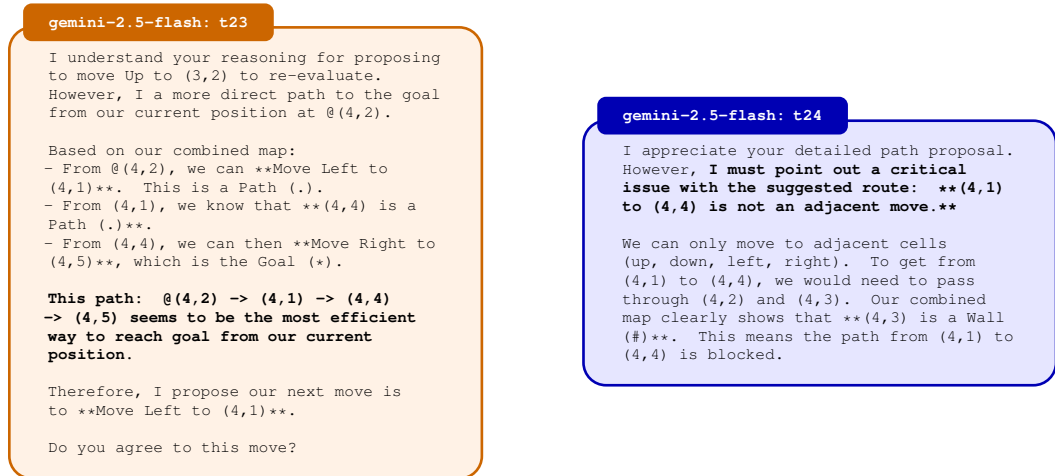 gemini-2.5-flash: t23
I understand your reasoning for proposing
to move Up to (3,2) to re-evaluate.
However, I a more direct path to the goal
from our current position at @(4,2).
Based on our combined map:
- From @(4,2), we can **Move Left to
(4,1)**. This is a Path (.).
- From (4,1), we know that **(4,4) is a
Path (.)**.
- From (4,4), we can then **Move Right to
(4,5)**, which is the Goal (*).
This path: @(4,2) -> (4,1) -> (4,4)
-> (4,5) seems to be the most efficient
way to reach goal from our current
position.
Therefore, I propose our next move is
to **Move Left to (4,1)**.
Do you agree to this move?
gemini-2.5-flash: t24
I appreciate your detailed path proposal.
However, I must point out a critical
issue with the suggested route: **(4,1)
to (4,4) is not an adjacent move.**
We can only move to adjacent cells
(up, down, left, right). To get from
(4,1) to (4,4), we would need to pass
through (4,2) and (4,3). Our combined
map clearly shows that **(4,3) is a Wall
(#)**. This means the path from (4,1) to
(4,4) is blocked.